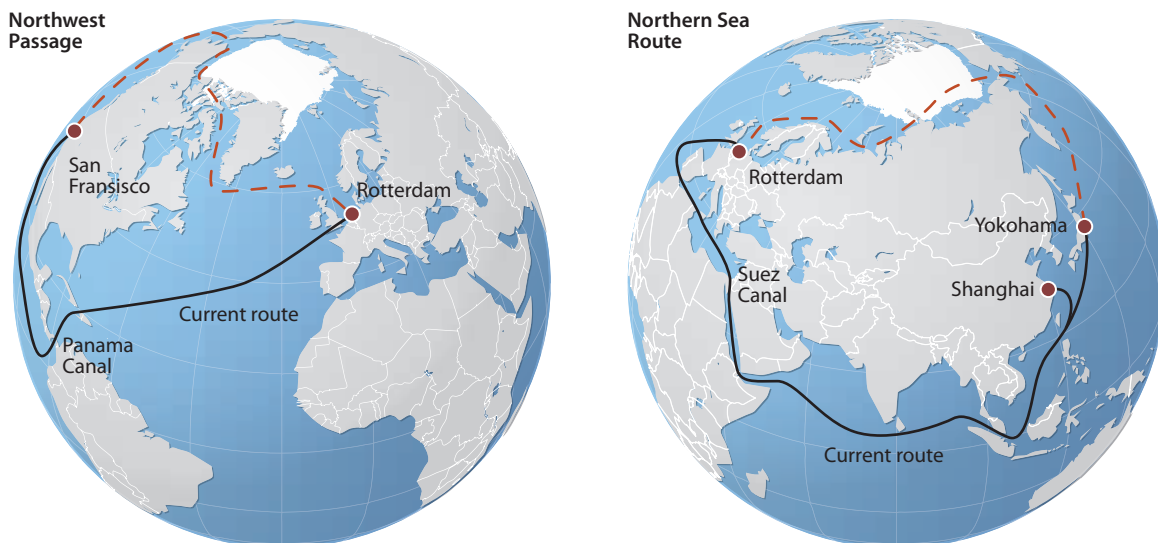 Northwest
Passage
San
Fransisco
Rotterdam
Current route
Panama
Canal
Northern Sea
Route
Rotterdam
Yokohama
Suez
Canal
Shanghai
Current route